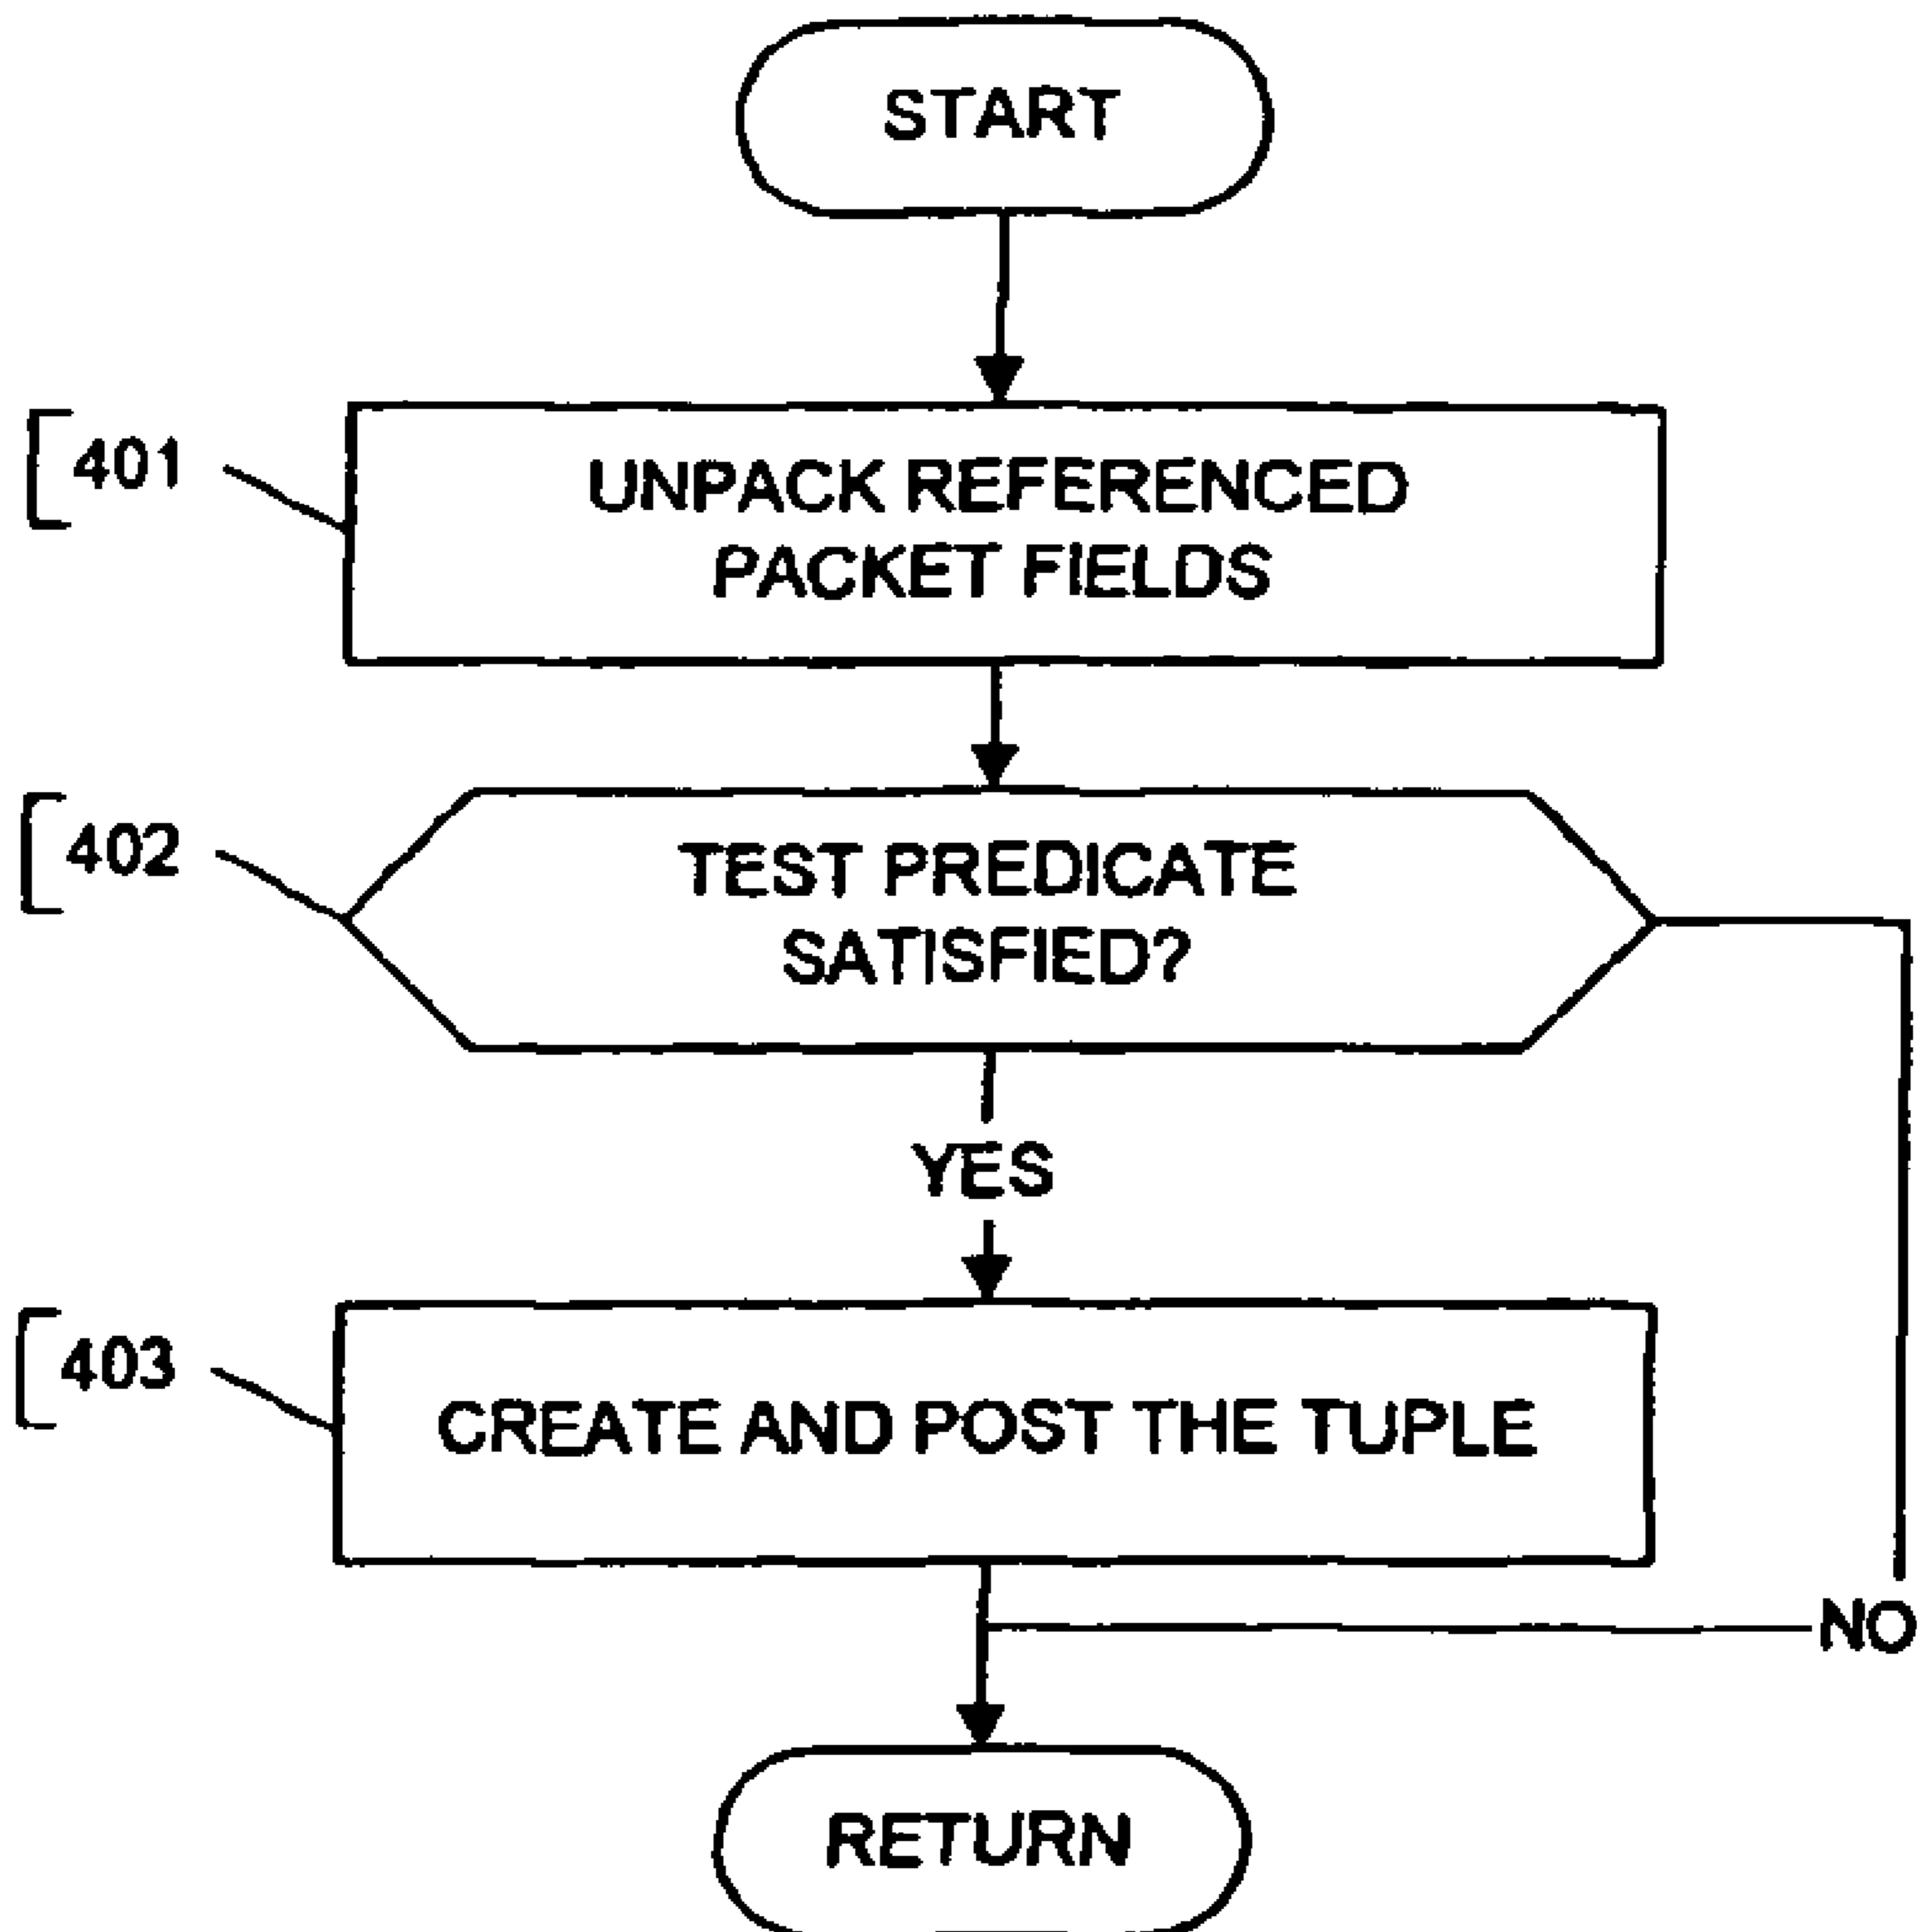 START
401
UNPACK REFERENCED
PACKET FIELDS
402
TEST PREDICATE
SATISFIED?
YES
403
CREATE AND POST THE TUPLE
NO
RETURN